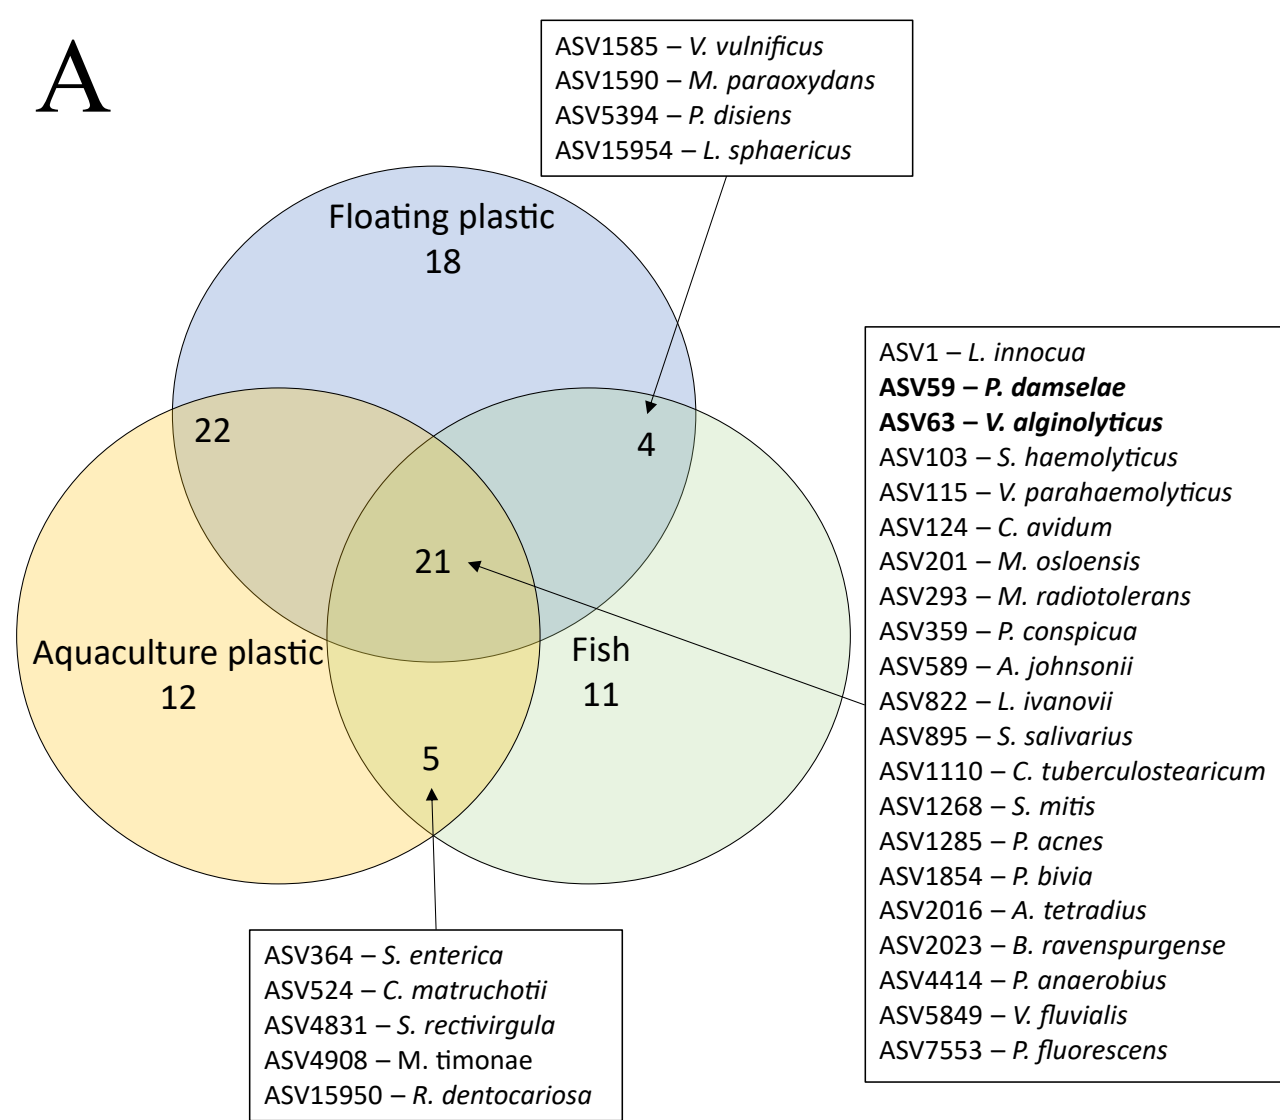 A
ASV1585 – V. vulnificus
ASV1590 – M. paraoxydans
ASV5394 – P. disiens
ASV15954 – L. sphaericus
Floating plastic
18
22
4
21
Aquaculture plastic
12
Fish
11
5
ASV1 – L. innocua
ASV59 – P. damselae
ASV63 – V. alginolyticus
ASV103 – S. haemolyticus
ASV115 – V. parahaemolyticus
ASV124 – C. avidum
ASV201 – M. osloensis
ASV293 – M. radiotolerans
ASV359 – P. conspicua
ASV589 – A. johnsonii
ASV822 – L. ivanovii
ASV895 – S. salivarius
ASV1110 – C. tuberculostearicum
ASV1268 – S. mitis
ASV1285 – P. acnes
ASV1854 – P. bivia
ASV2016 – A. tetradius
ASV2023 – B. ravenspurgense
ASV4414 – P. anaerobius
ASV5849 – V. fluvialis
ASV7553 – P. fluorescens
ASV364 – S. enterica
ASV524 – C. matruchotii
ASV4831 – S. rectivirgula
ASV4908 – M. timonae
ASV15950 – R. dentocariosa